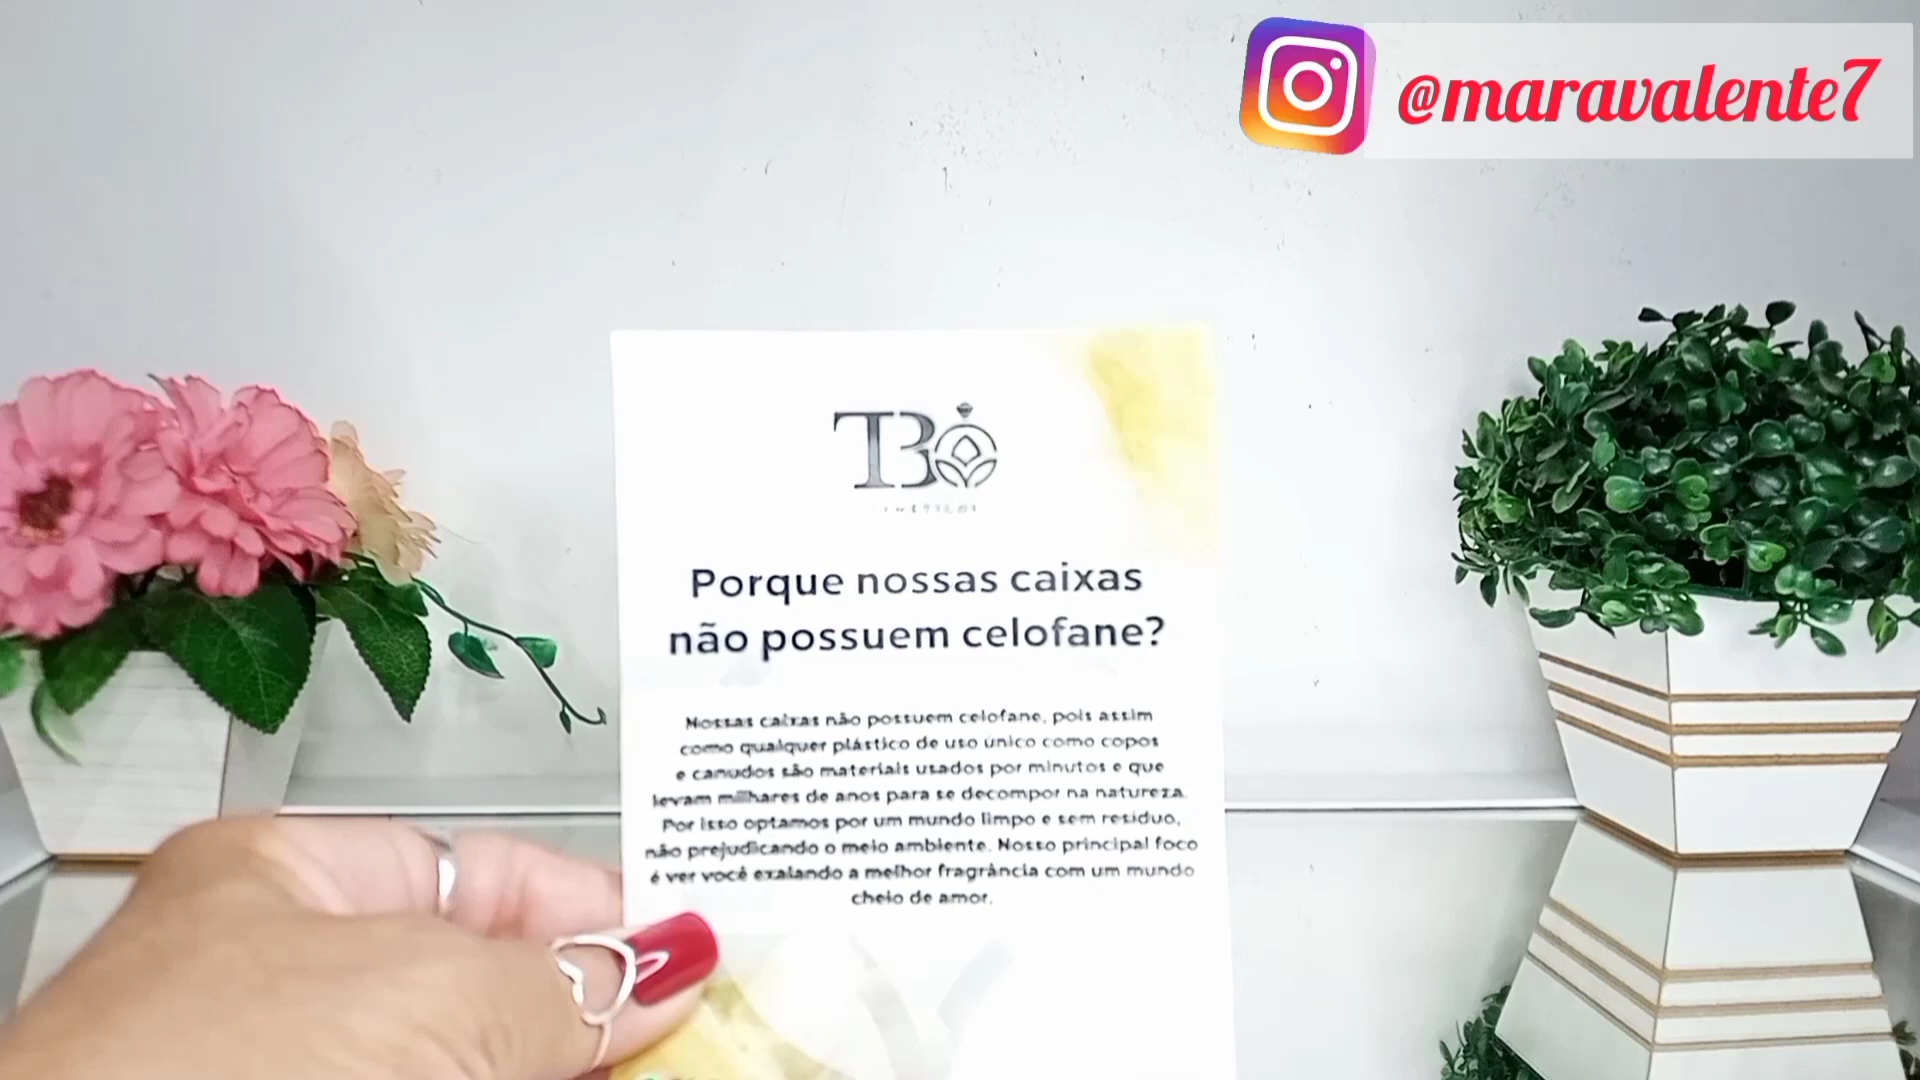 @maravalente7
TB
Porque nossas caixas
não possuem celofane?
Nossas caixas não possuem celofane, pois assim
como qualquer plástico de uso único como copos
e canudos são materiais usados por minutos e que
levam milhares de anos para se decompor na natureza.
Por isso optamos por um mundo limpo e sem resíduo,
não prejudicando o meio ambiente. Nosso principal foco
é ver você exalando a melhor fragrância com um mundo
cheio de amor.